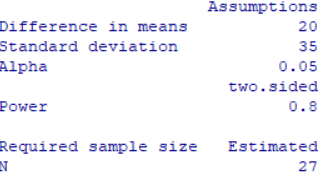 Assumptions
Difference in means 20
Standard deviation 35
Alpha 0.05
two.sided
Power 0.8
Required sample size Estimated
N 27